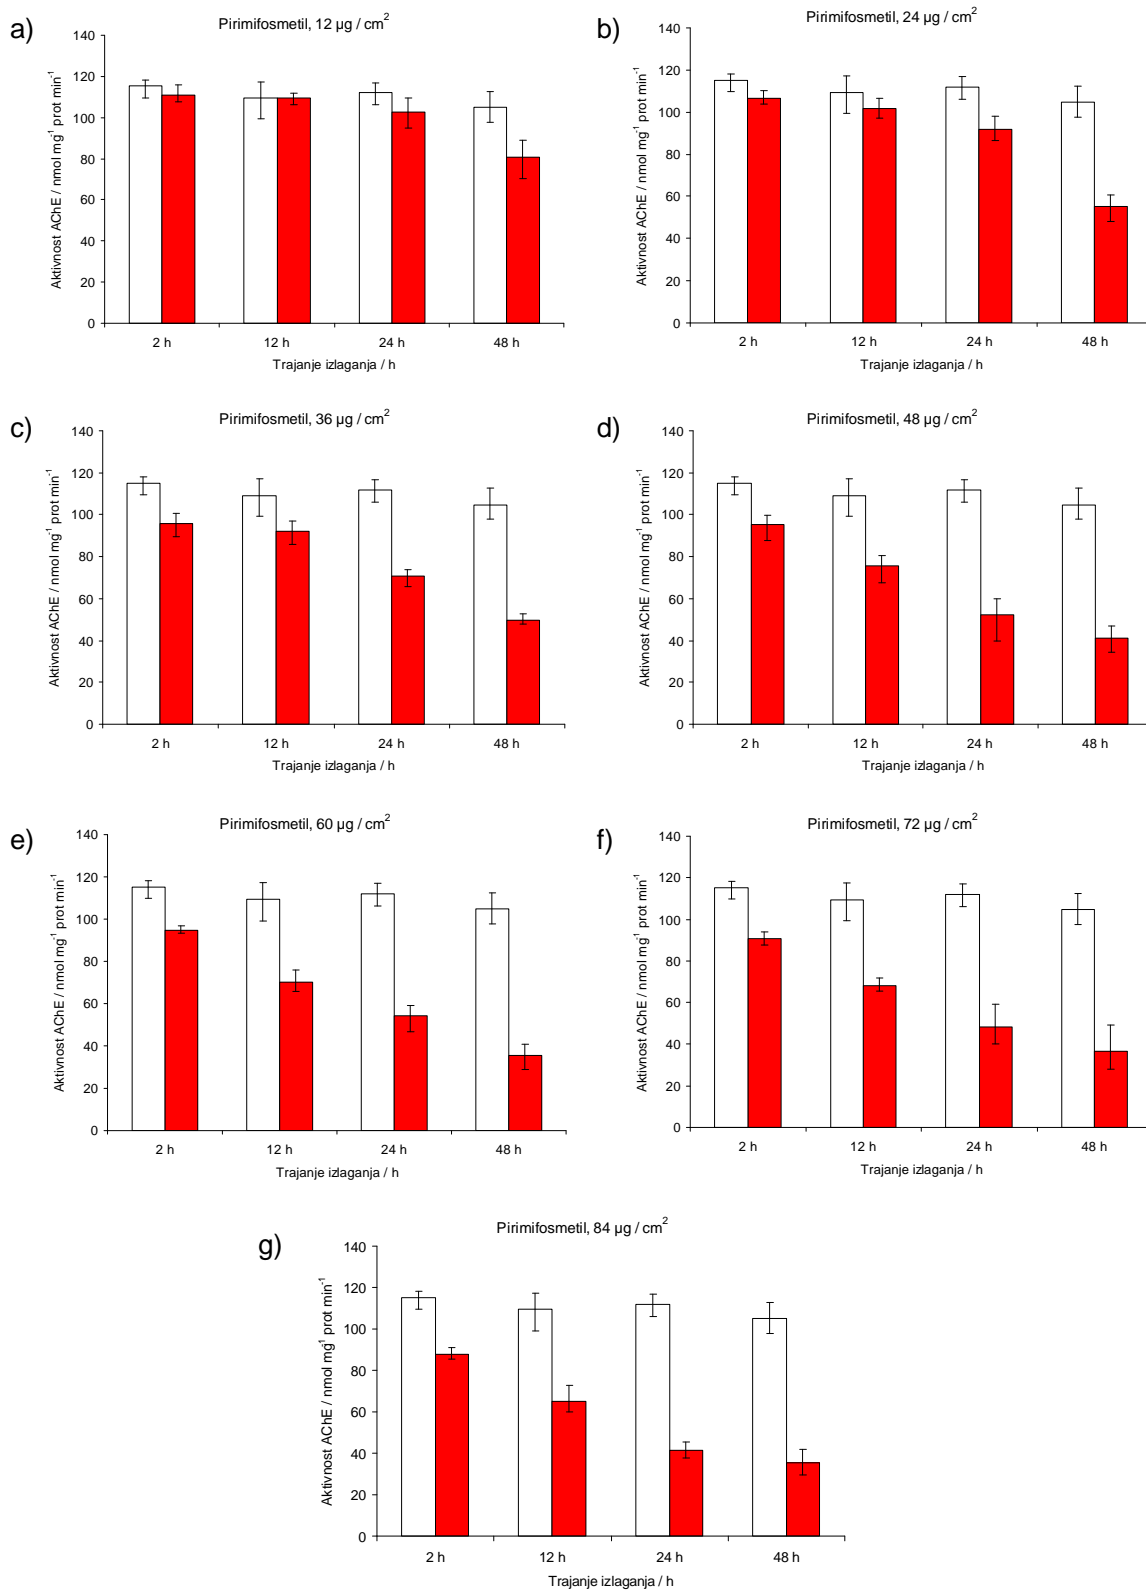 a)
Pirimifosmetil, 12 µg / cm²
Aktivnost AChE / nmol mg⁻¹ prot min⁻¹
140
120
100
80
60
40
20
0
2 h 12 h 24 h 48 h
Trajanje izlaganja / h
b)
Pirimifosmetil, 24 µg / cm²
Aktivnost AChE / nmol mg⁻¹ prot min⁻¹
140
120
100
80
60
40
20
0
2 h 12 h 24 h 48 h
Trajanje izlaganja / h
c)
Pirimifosmetil, 36 µg / cm²
Aktivnost AChE / nmol mg⁻¹ prot min⁻¹
140
120
100
80
60
40
20
0
2 h 12 h 24 h 48 h
Trajanje izlaganja / h
d)
Pirimifosmetil, 48 µg / cm²
Aktivnost AChE / nmol mg⁻¹ prot min⁻¹
140
120
100
80
60
40
20
0
2 h 12 h 24 h 48 h
Trajanje izlaganja / h
e)
Pirimifosmetil, 60 µg / cm²
Aktivnost AChE / nmol mg⁻¹ prot min⁻¹
140
120
100
80
60
40
20
0
2 h 12 h 24 h 48 h
Trajanje izlaganja / h
f)
Pirimifosmetil, 72 µg / cm²
Aktivnost AChE / nmol mg⁻¹ prot min⁻¹
140
120
100
80
60
40
20
0
2 h 12 h 24 h 48 h
Trajanje izlaganja / h
g)
Pirimifosmetil, 84 µg / cm²
Aktivnost AChE / nmol mg⁻¹ prot min⁻¹
140
120
100
80
60
40
20
0
2 h 12 h 24 h 48 h
Trajanje izlaganja / h